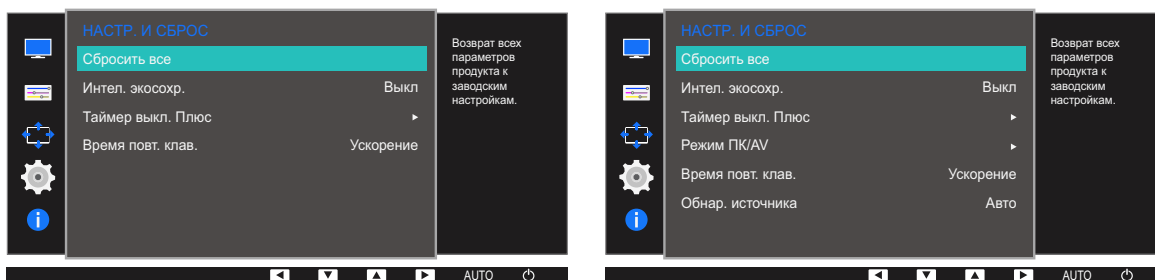 НАСТР. И СБРОС
Сбросить все
Интел. экосохр. Выкл
Таймер выкл. Плюс
Время повт. клав. Ускорение
Возврат всех
параметров
продукта к
заводским
настройкам.
AUTO
НАСТР. И СБРОС
Сбросить все
Интел. экосохр. Выкл
Таймер выкл. Плюс
Режим ПК/AV
Время повт. клав. Ускорение
Обнар. источника Авто
Возврат всех
параметров
продукта к
заводским
настройкам.
AUTO